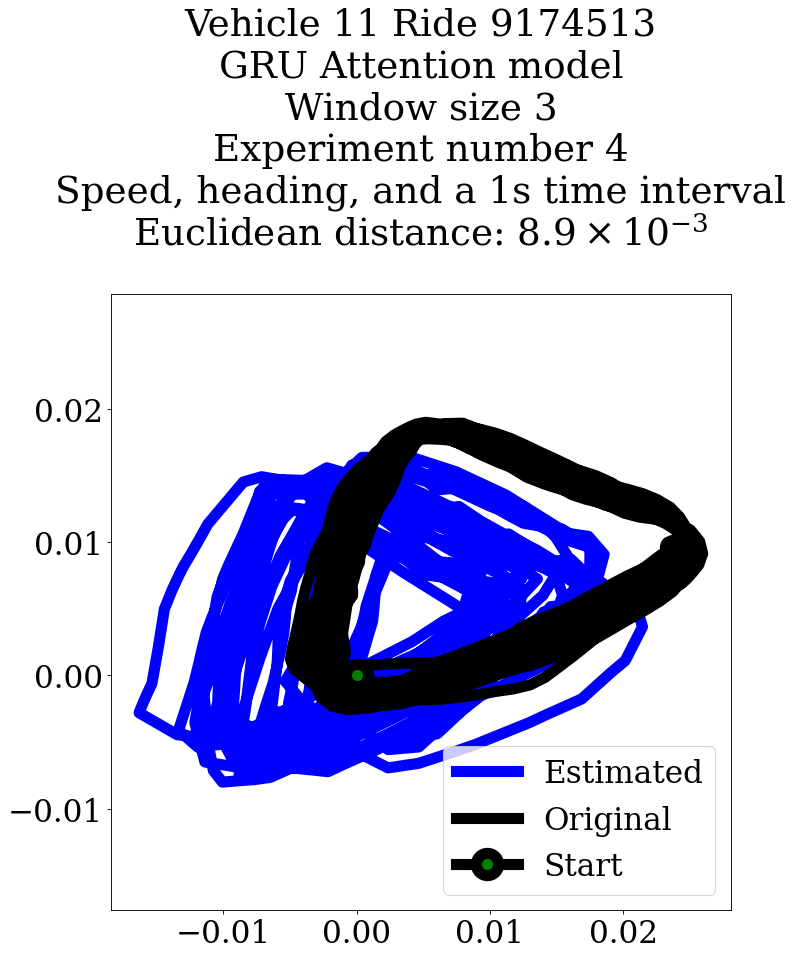 Vehicle 11 Ride 9174513
GRU Attention model
Window size 3
Experiment number 4
Speed, heading, and a 1s time interval
Euclidean distance: 8.9 × 10⁻³
0.02
0.01
0.00
−0.01
Estimated
Original
Start
−0.01 0.00 0.01 0.02